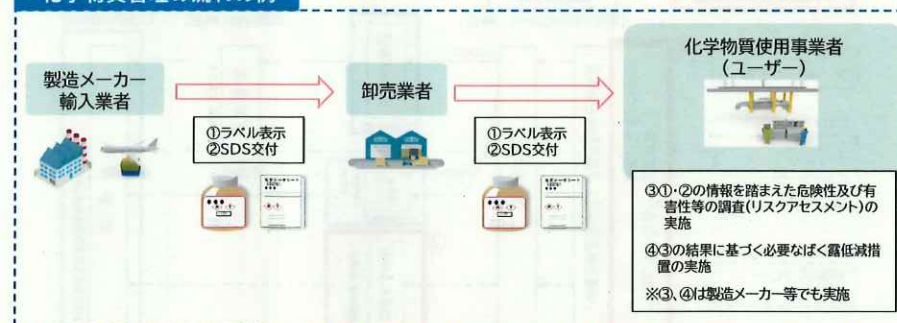 製造メーカー
輸入業者
①ラベル表示
②SDS交付
卸売業者
①ラベル表示
②SDS交付
化学物質使用事業者
(ユーザー)
③①・②の情報を踏まえた危険性及び有
害性等の調査(リスクアセスメント)の
実施
④③の結果に基づく必要なばく露低減措
置の実施
※③、④は製造メーカー等でも実施